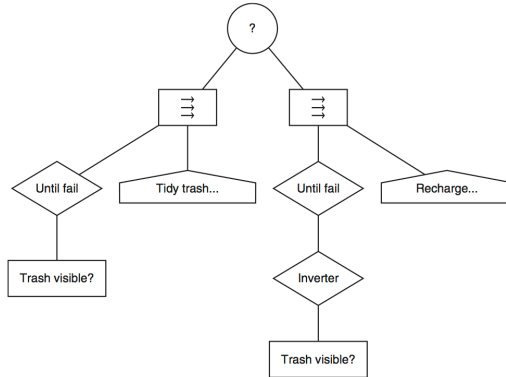 ?
Until fail
Tidy trash...
Until fail
Recharge...
Trash visible?
Inverter
Trash visible?